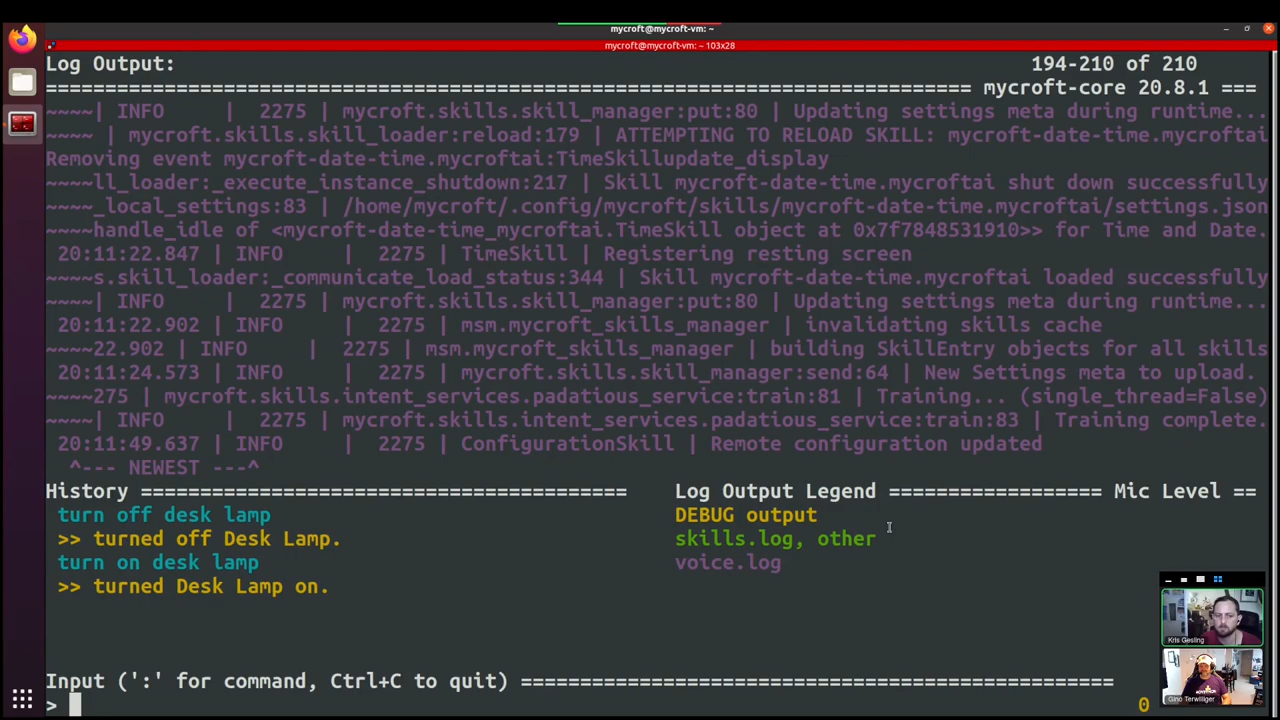 mycroft@mycroft-vm: ~
mycroft@mycroft-vm: ~ 103x28
Log Output: 194-210 of 210
============================================================================== mycroft-core 20.8.1 ===
~~~~| INFO     |  2275 | mycroft.skills.skill_manager:put:80 | Updating settings meta during runtime...
~~~~ | mycroft.skills.skill_loader:reload:179 | ATTEMPTING TO RELOAD SKILL: mycroft-date-time.mycroftai
Removing event mycroft-date-time.mycroftai:TimeSkillupdate_display
~~~~ll_loader:_execute_instance_shutdown:217 | Skill mycroft-date-time.mycroftai shut down successfully
~~~~_local_settings:83 | /home/mycroft/.config/mycroft/skills/mycroft-date-time.mycroftai/settings.json
~~~~handle_idle of <mycroft-date-time_mycroftai.TimeSkill object at 0x7f7848531910>> for Time and Date.
20:11:22.847 | INFO     |  2275 | TimeSkill | Registering resting screen
~~~~s.skill_loader:_communicate_load_status:344 | Skill mycroft-date-time.mycroftai loaded successfully
~~~~| INFO     |  2275 | mycroft.skills.skill_manager:put:80 | Updating settings meta during runtime...
20:11:22.902 | INFO     |  2275 | msm.mycroft_skills_manager | invalidating skills cache
~~~~22.902 | INFO     |  2275 | msm.mycroft_skills_manager | building SkillEntry objects for all skills
20:11:24.573 | INFO     |  2275 | mycroft.skills.skill_manager:send:64 | New Settings meta to upload.
~~~~275 | mycroft.skills.intent_services.padatious_service:train:81 | Training... (single_thread=False)
~~~~| INFO     |  2275 | mycroft.skills.intent_services.padatious_service:train:83 | Training complete.
20:11:49.637 | INFO     |  2275 | ConfigurationSkill | Remote configuration updated
^--- NEWEST ---^
History ========================================= Log Output Legend ================== Mic Level ==
turn off desk lamp DEBUG output
>> turned off Desk Lamp. skills.log, other
turn on desk lamp voice.log
>> turned Desk Lamp on.
Kris Gesling
Gino Terwilliger
Input (':' for command, Ctrl+C to quit) ==================================================
> 0